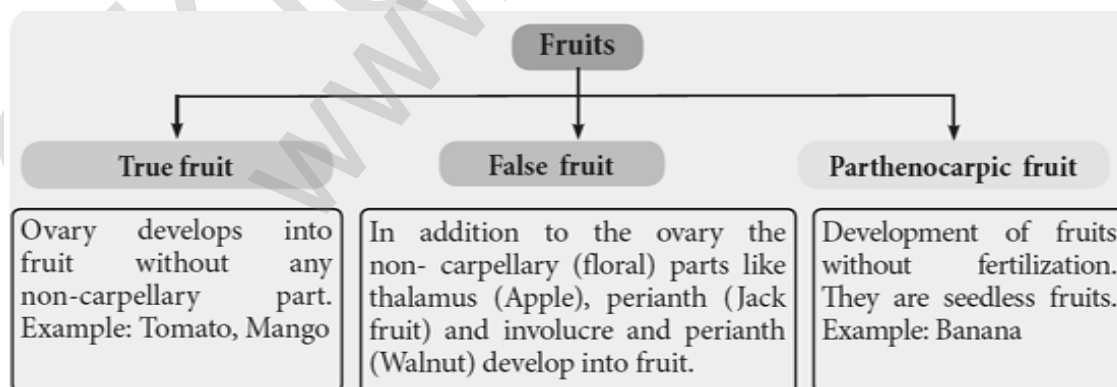 Fruits
True fruit
False fruit
Parthenocarpic fruit
Ovary develops into
fruit without any
non-carpellary part.
Example: Tomato, Mango
In addition to the ovary the
non- carpellary (floral) parts like
thalamus (Apple), perianth (Jack
fruit) and involucre and perianth
(Walnut) develop into fruit.
Development of fruits
without fertilization.
They are seedless fruits.
Example: Banana